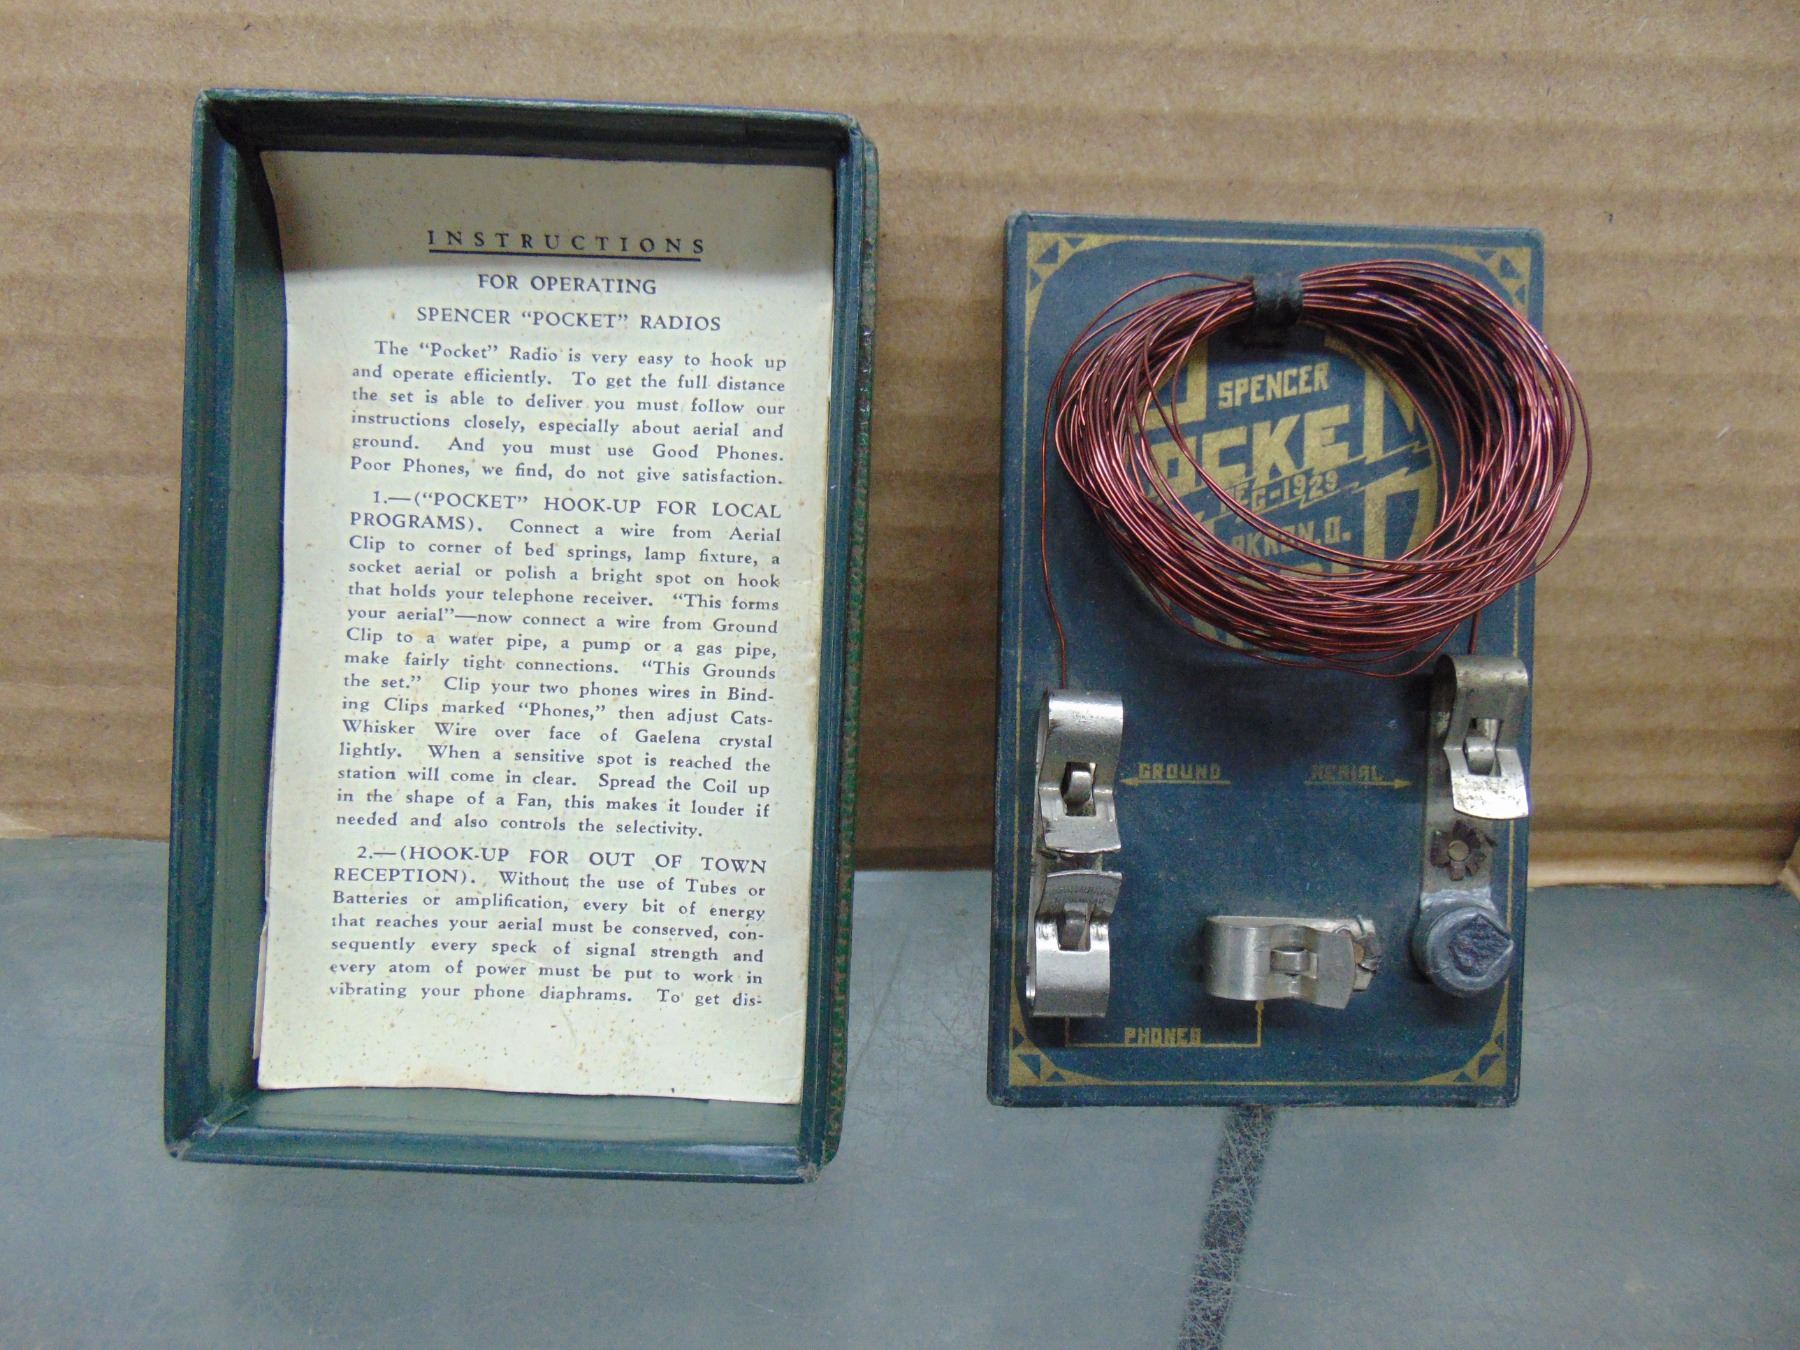 INSTRUCTIONS
FOR OPERATING
SPENCER “POCKET” RADIOS
The “Pocket” Radio is very easy to hook up
and operate efficiently. To get the full distance
the set is able to deliver you must follow our
instructions closely, especially about aerial and
ground. And you must use Good Phones.
Poor Phones, we find, do not give satisfaction.
1.—(“POCKET” HOOK-UP FOR LOCAL
PROGRAMS). Connect a wire from Aerial
Clip to corner of bed springs, lamp fixture, a
socket aerial or polish a bright spot on hook
that holds your telephone receiver. “This forms
your aerial”—now connect a wire from Ground
Clip to a water pipe, a pump or a gas pipe,
make fairly tight connections. “This Grounds
the set.” Clip your two phones wires in Bind-
ing Clips marked “Phones,” then adjust Cats-
Whisker Wire over face of Gaelena crystal
lightly. When a sensitive spot is reached the
station will come in clear. Spread the Coil up
in the shape of a Fan, this makes it louder if
needed and also controls the selectivity.
2.—(HOOK-UP FOR OUT OF TOWN
RECEPTION). Without the use of Tubes or
Batteries or amplification, every bit of energy
that reaches your aerial must be conserved, con-
sequently every speck of signal strength and
every atom of power must be put to work in
vibrating your phone diaphrams. To get dis-
SPENCER
POCKET
REG-1929
AKRON.O.
GROUND
AERIAL
PHONES